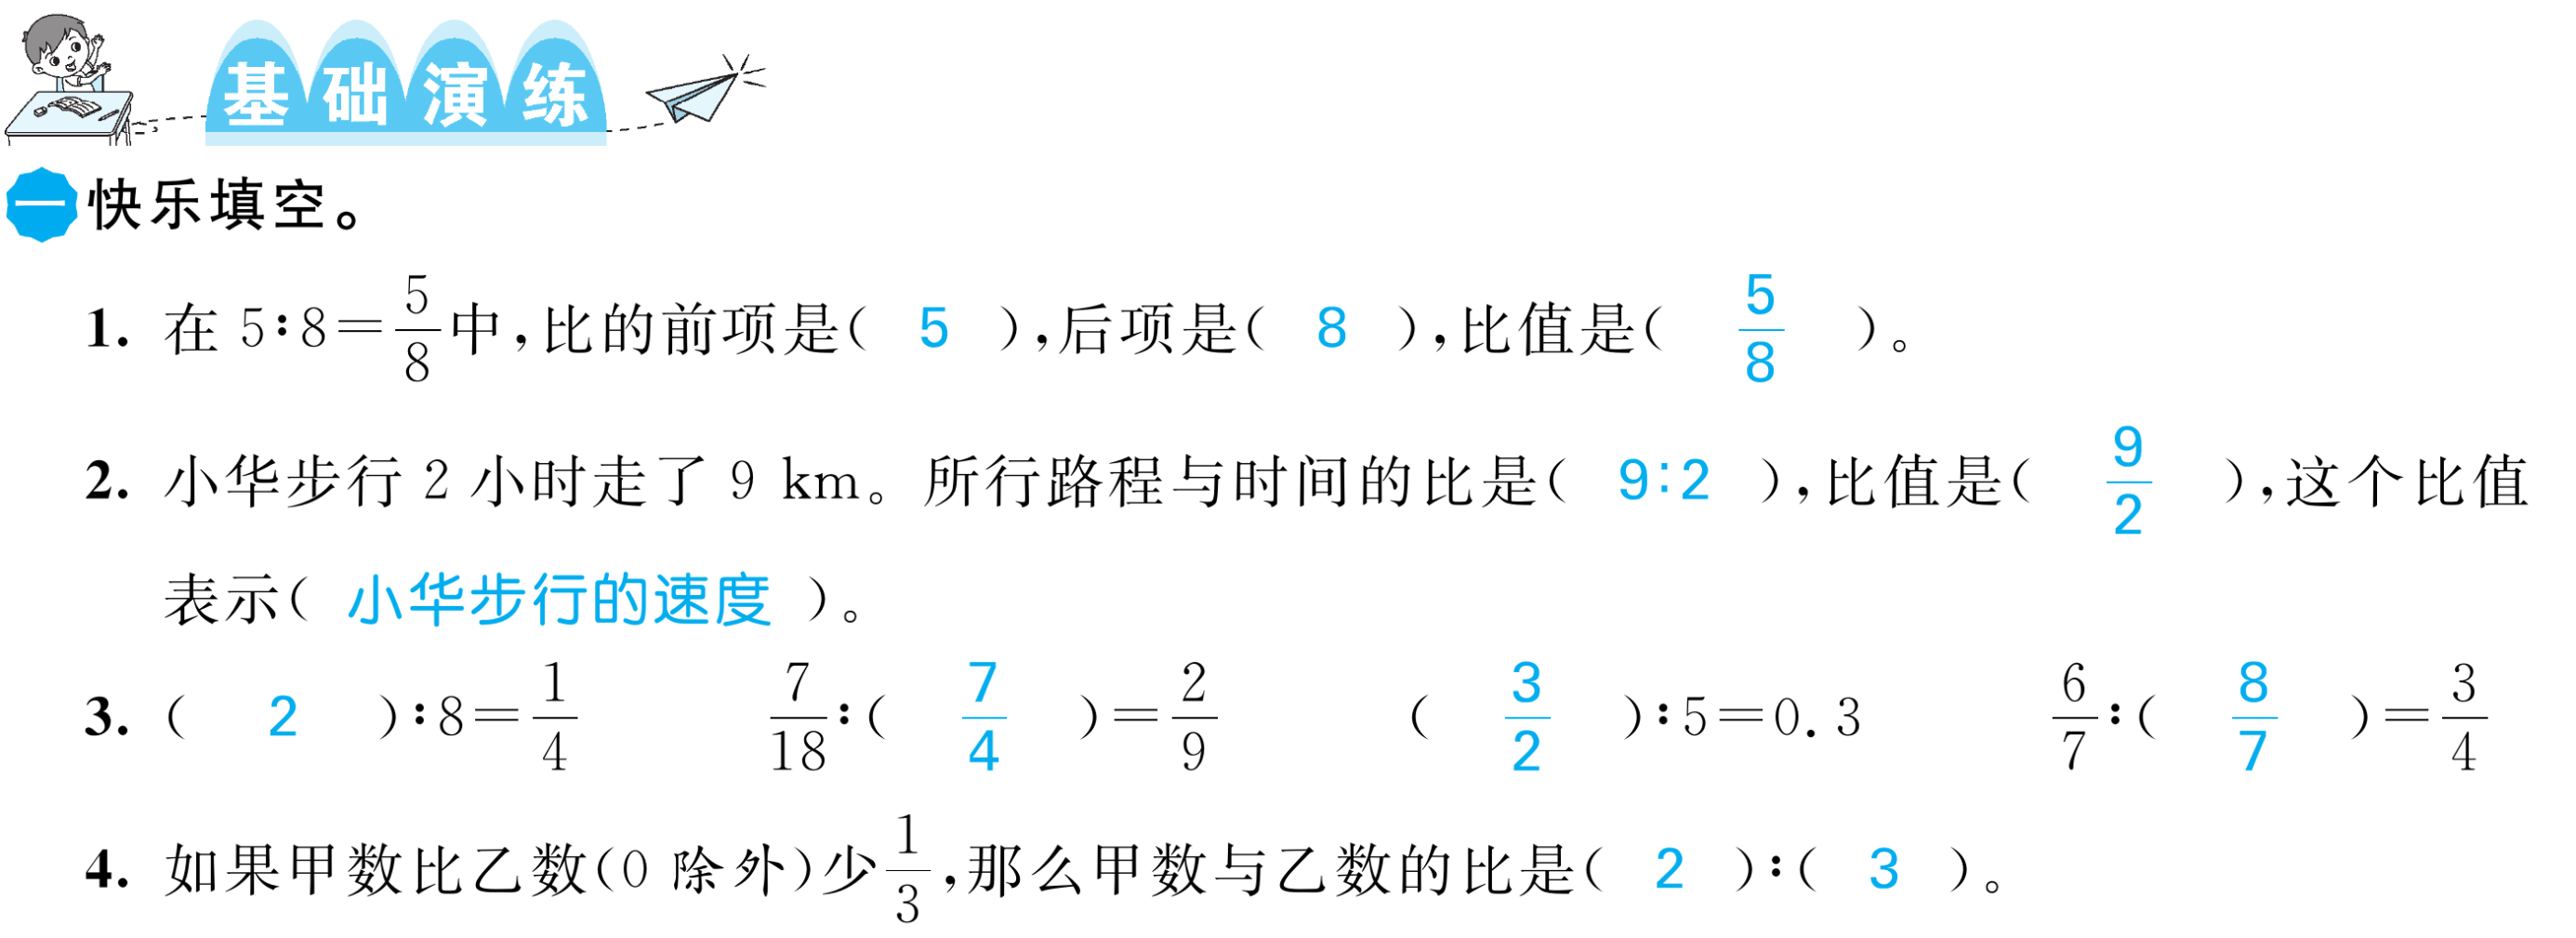 基础演练
一 快乐填空。
1. 在 5∶8=5/8中,比的前项是( 5 ),后项是( 8 ),比值是( 5/8 )。
2. 小华步行 2 小时走了 9 km。所行路程与时间的比是( 9∶2 ),比值是( 9/2 ),这个比值
表示( 小华步行的速度 )。
3. ( 2 )∶8=1/4 7/18∶( 7/4 )=2/9 ( 3/2 )∶5=0.3 6/7∶( 8/7 )=3/4
4. 如果甲数比乙数(0 除外)少1/3,那么甲数与乙数的比是( 2 )∶( 3 )。